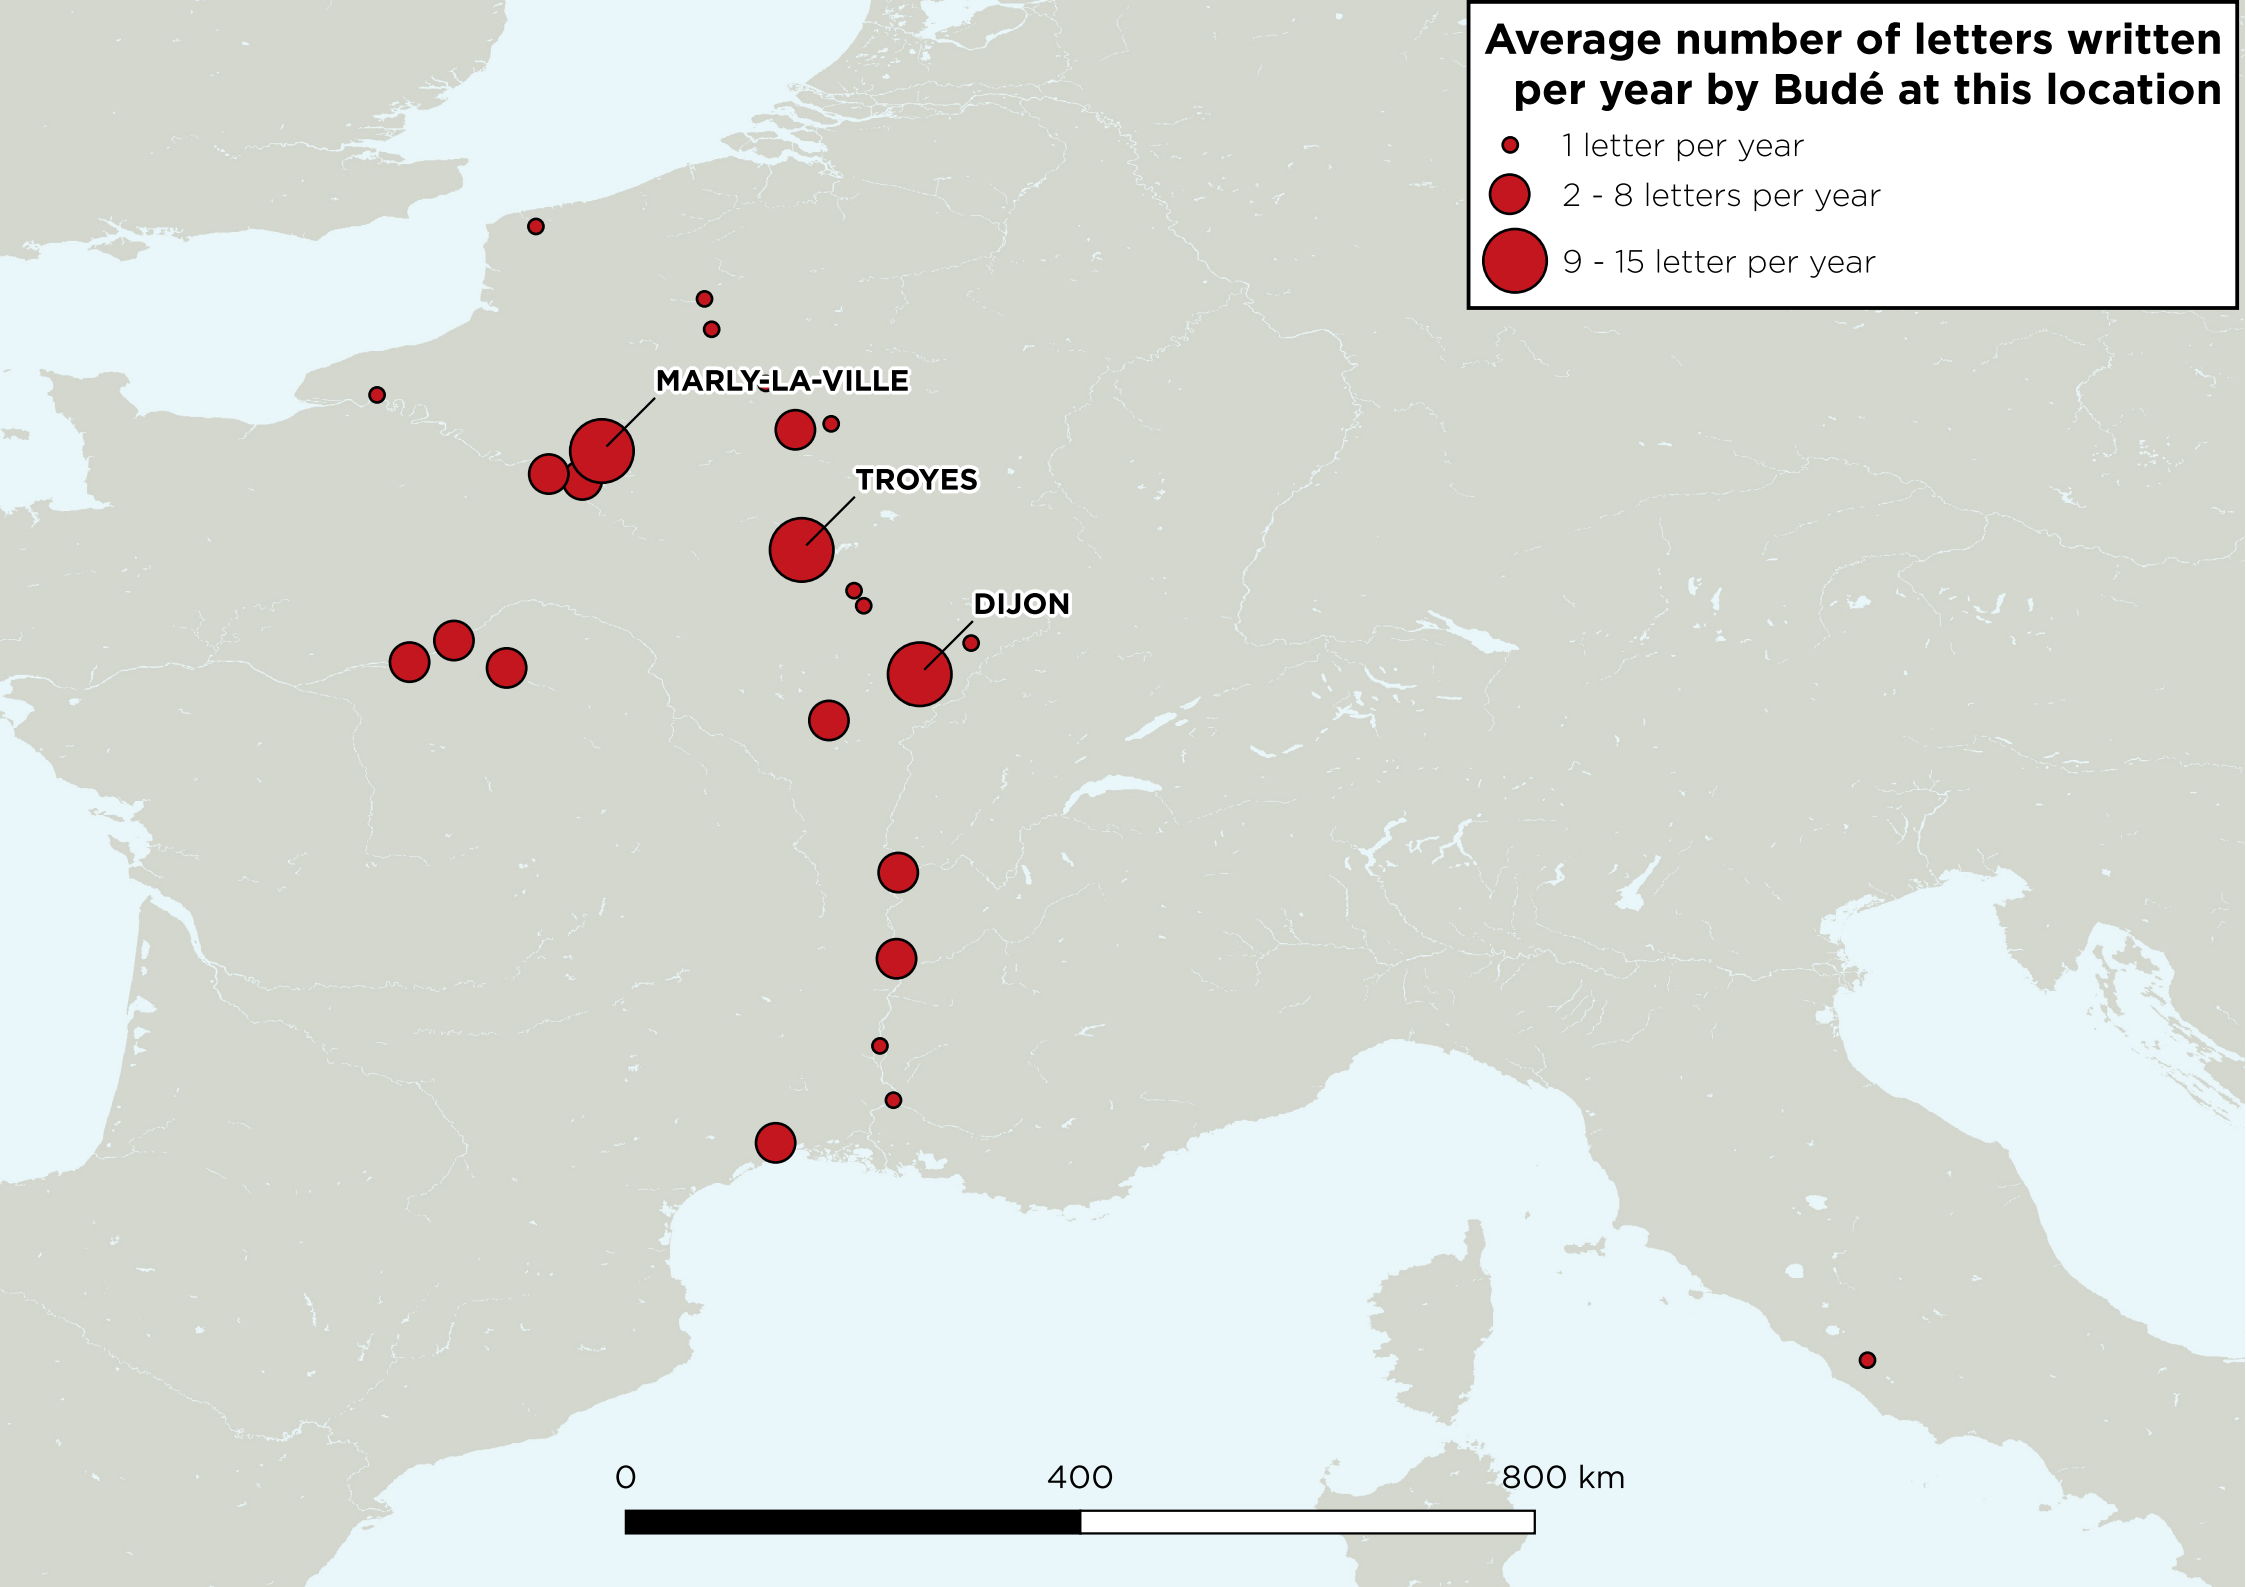 Average number of letters written
per year by Budé at this location
1 letter per year
2 - 8 letters per year
9 - 15 letter per year
MARLY-LA-VILLE
TROYES
DIJON
0 400 800 km